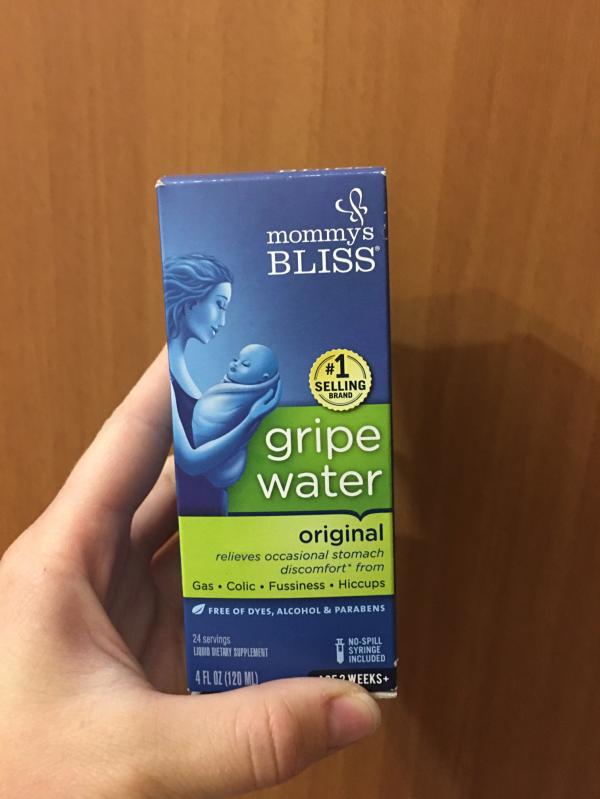 mommy's
BLISS®
#1
SELLING
BRAND
gripe
water
original
relieves occasional stomach
discomfort* from
Gas • Colic • Fussiness • Hiccups
FREE OF DYES, ALCOHOL & PARABENS
24 servings
LIQUID DIETARY SUPPLEMENT
NO-SPILL
SYRINGE
INCLUDED
4 FL OZ (120 ML)
WEEKS+